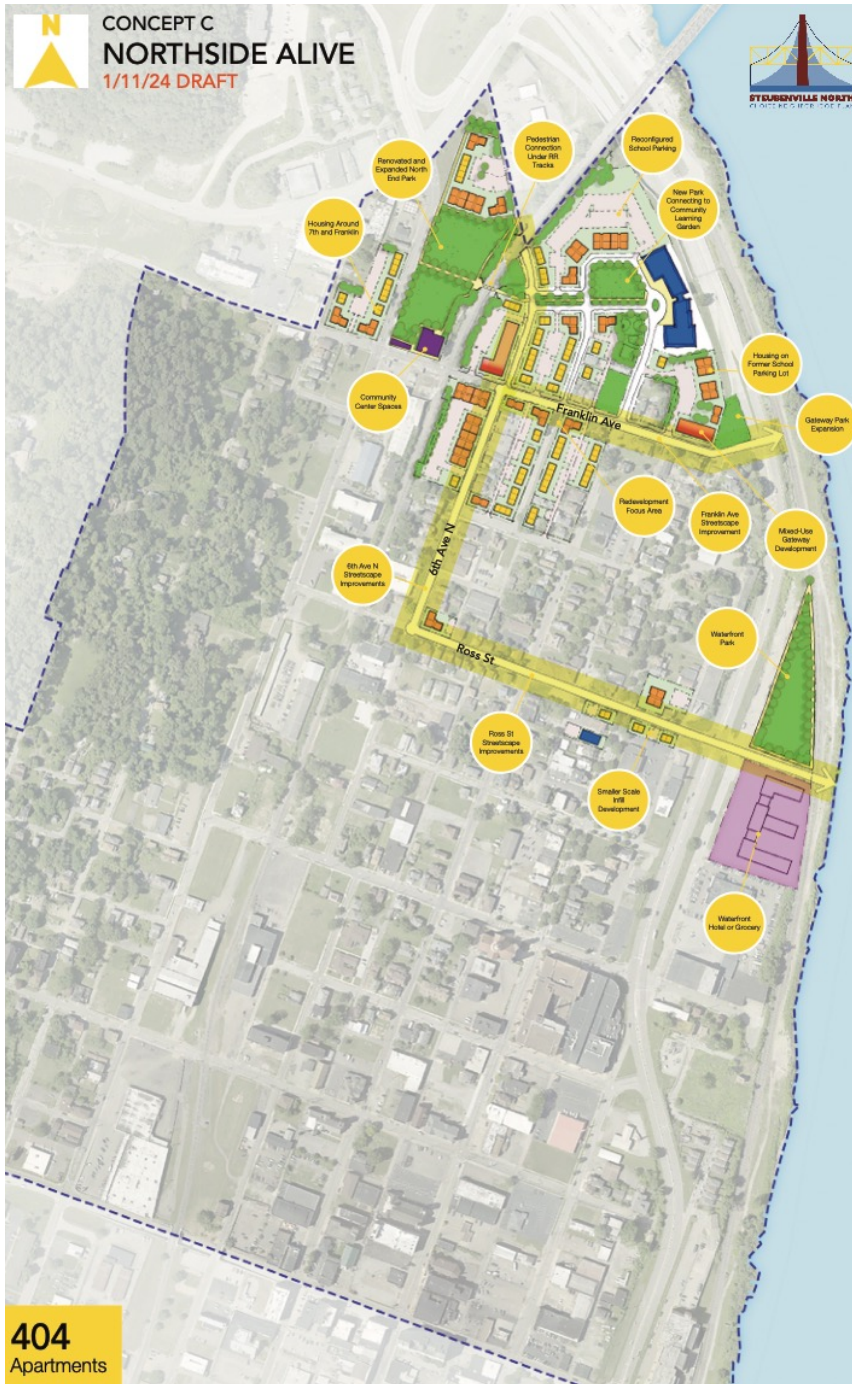 N
CONCEPT C
NORTHSIDE ALIVE
1/11/24 DRAFT
STEUBENVILLE NORTH
Renovated and
Expanded North
End Park
Pedestrian
Connection
Under RR
Tracks
Reconfigured
School Parking
New Park
Connecting to
Community
Learning
Garden
Housing Around
7th and Franklin
Community
Center Spaces
Housing on
Former School
Parking Lot
Gateway Park
Expansion
Franklin Ave
Redevelopment
Focus Area
Franklin Ave
Streetscape
Improvement
Mixed-Use
Gateway
Development
6th Ave N
Streetscape
Improvements
6th Ave N
Ross St
Waterfront
Park
Ross St
Streetscape
Improvements
Smaller Scale
Infill
Development
Waterfront
Hotel or Grocery
404
Apartments